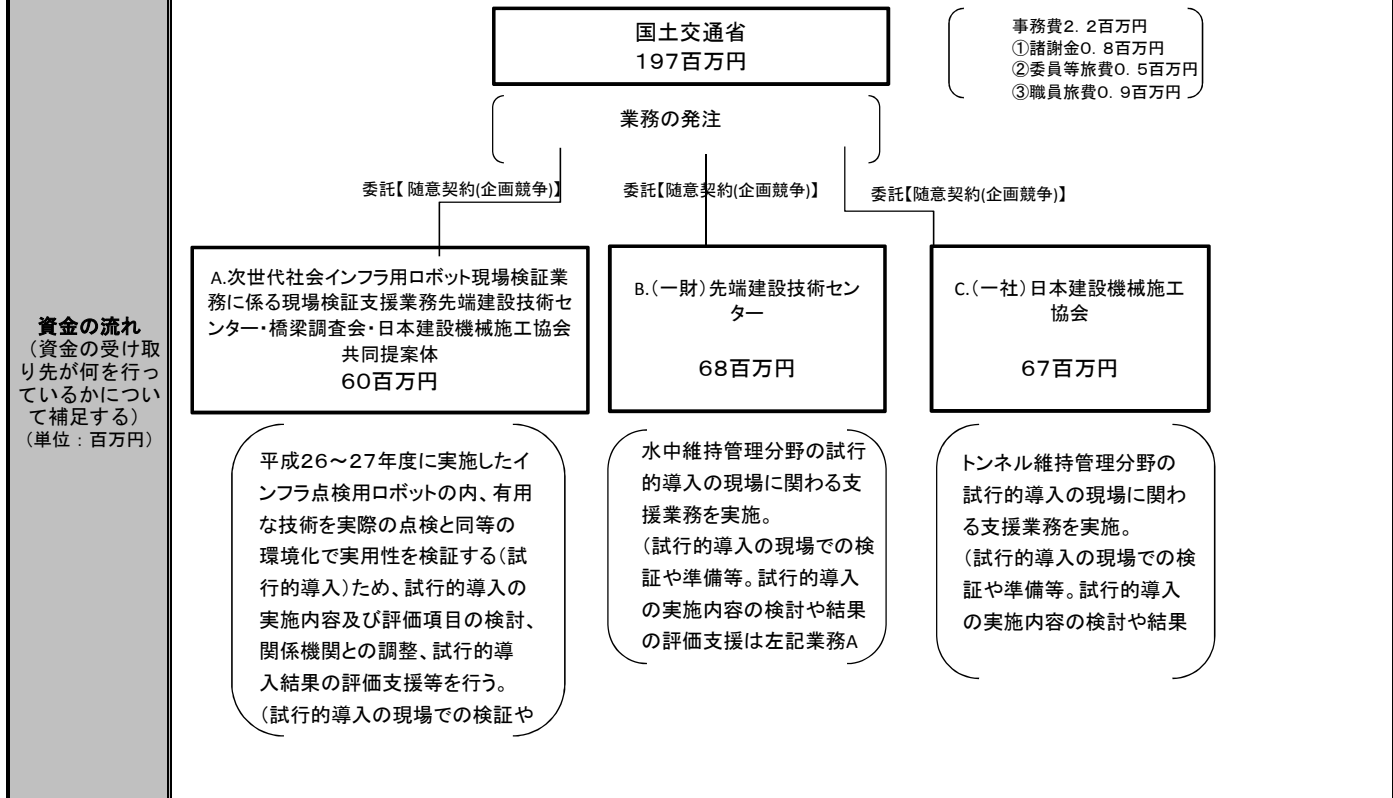 国土交通省
197百万円
事務費2．2百万円
①諸謝金0．8百万円
②委員等旅費0．5百万円
③職員旅費0．9百万円
業務の発注
委託【随意契約(企画競争)】
委託【随意契約(企画競争)】
委託【随意契約(企画競争)】
資金の流れ
（資金の受け取
り先が何を行っ
ているかについ
て補足する）
（単位：百万円）
A.次世代社会インフラ用ロボット現場検証業
務に係る現場検証支援業務先端建設技術セ
ンター・橋梁調査会・日本建設機械施工協会
共同提案体
60百万円
B.（一財）先端建設技術セン
ター
68百万円
C.（一社）日本建設機械施工
協会
67百万円
平成26～27年度に実施したイ
ンフラ点検用ロボットの内、有用
な技術を実際の点検と同等の
環境化で実用性を検証する（試
行的導入）ため、試行的導入の
実施内容及び評価項目の検討、
関係機関との調整、試行的導
入結果の評価支援等を行う。
（試行的導入の現場での検証や
水中維持管理分野の試行
的導入の現場に関わる支
援業務を実施。
（試行的導入の現場での検
証や準備等。試行的導入
の実施内容の検討や結果
の評価支援は左記業務A
トンネル維持管理分野の
試行的導入の現場に関わ
る支援業務を実施。
（試行的導入の現場での検
証や準備等。試行的導入
の実施内容の検討や結果